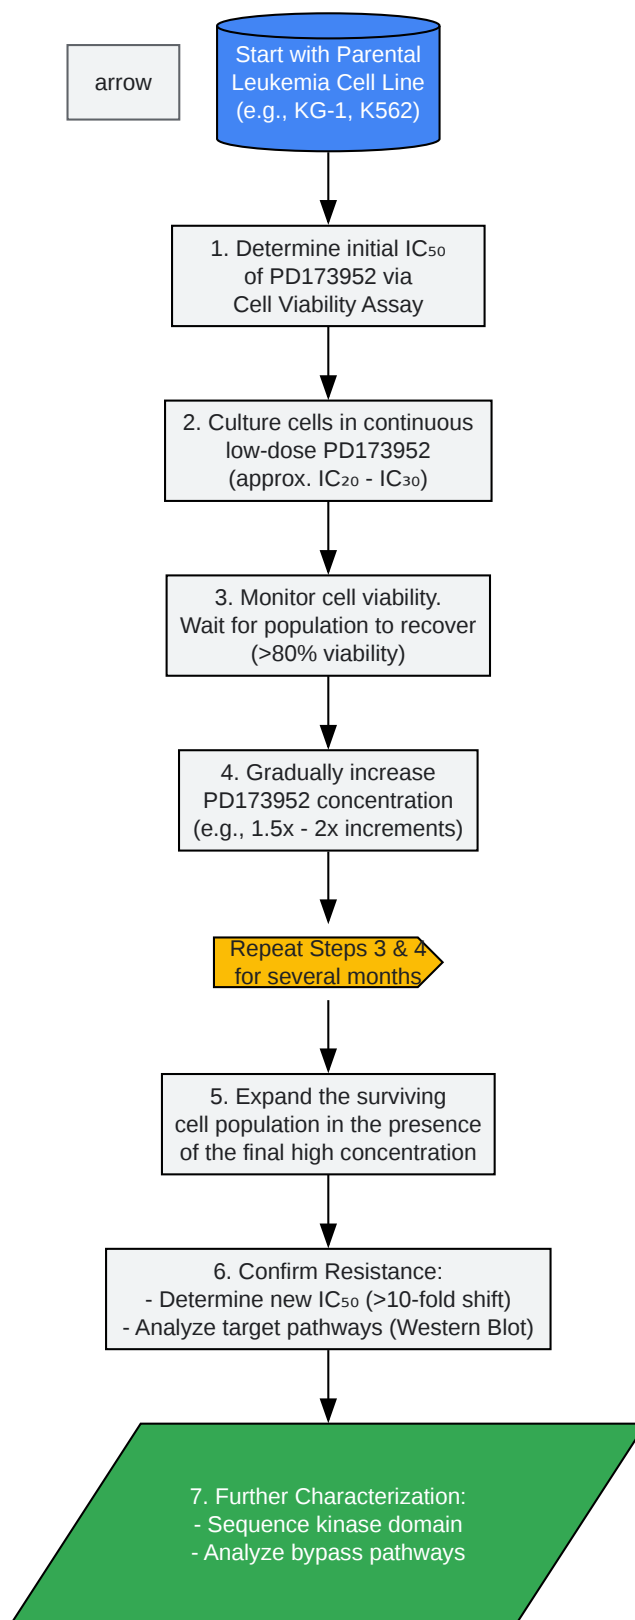 arrow
Start with Parental
Leukemia Cell Line
(e.g., KG-1, K562)
1. Determine initial IC₅₀
of PD173952 via
Cell Viability Assay
2. Culture cells in continuous
low-dose PD173952
(approx. IC₂₀ - IC₃₀)
3. Monitor cell viability.
Wait for population to recover
(>80% viability)
4. Gradually increase
PD173952 concentration
(e.g., 1.5x - 2x increments)
Repeat Steps 3 & 4
for several months
5. Expand the surviving
cell population in the presence
of the final high concentration
6. Confirm Resistance:
- Determine new IC₅₀ (>10-fold shift)
- Analyze target pathways (Western Blot)
7. Further Characterization:
- Sequence kinase domain
- Analyze bypass pathways